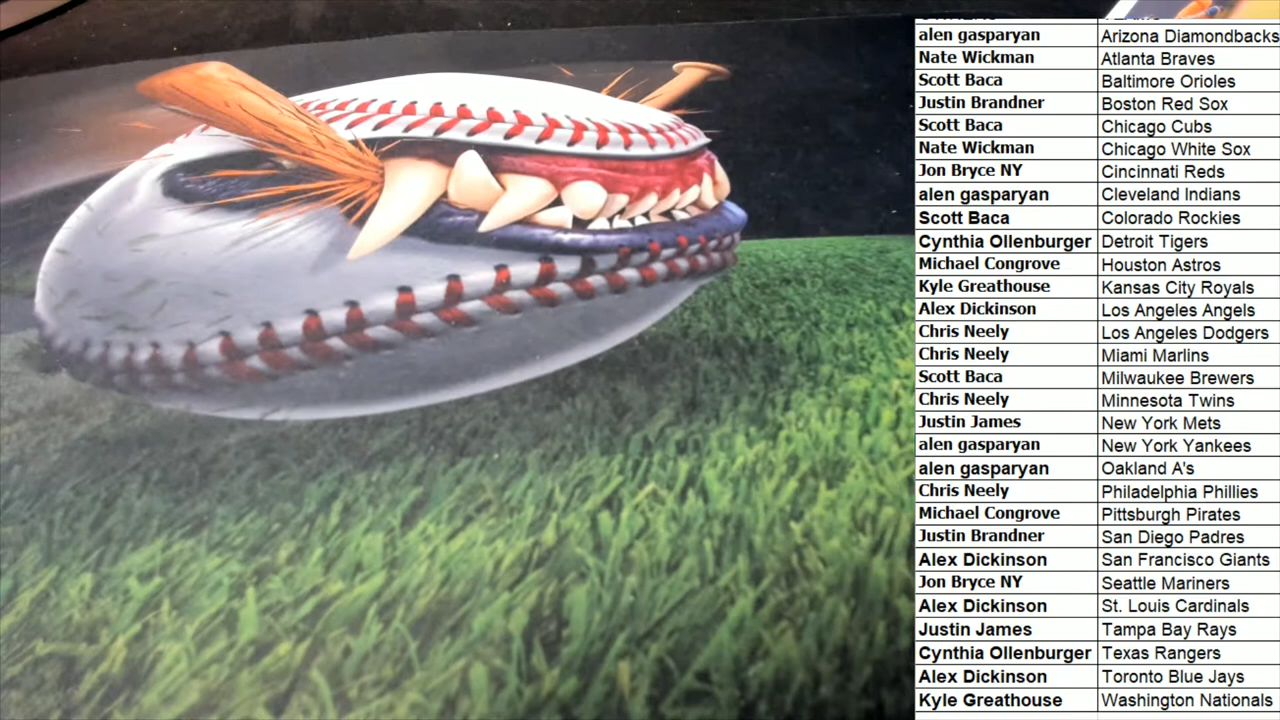 alen gasparyan Arizona Diamondbacks
Nate Wickman Atlanta Braves
Scott Baca Baltimore Orioles
Justin Brandner Boston Red Sox
Scott Baca Chicago Cubs
Nate Wickman Chicago White Sox
Jon Bryce NY Cincinnati Reds
alen gasparyan Cleveland Indians
Scott Baca Colorado Rockies
Cynthia Ollenburger Detroit Tigers
Michael Congrove Houston Astros
Kyle Greathouse Kansas City Royals
Alex Dickinson Los Angeles Angels
Chris Neely Los Angeles Dodgers
Chris Neely Miami Marlins
Scott Baca Milwaukee Brewers
Chris Neely Minnesota Twins
Justin James New York Mets
alen gasparyan New York Yankees
alen gasparyan Oakland A's
Chris Neely Philadelphia Phillies
Michael Congrove Pittsburgh Pirates
Justin Brandner San Diego Padres
Alex Dickinson San Francisco Giants
Jon Bryce NY Seattle Mariners
Alex Dickinson St. Louis Cardinals
Justin James Tampa Bay Rays
Cynthia Ollenburger Texas Rangers
Alex Dickinson Toronto Blue Jays
Kyle Greathouse Washington Nationals